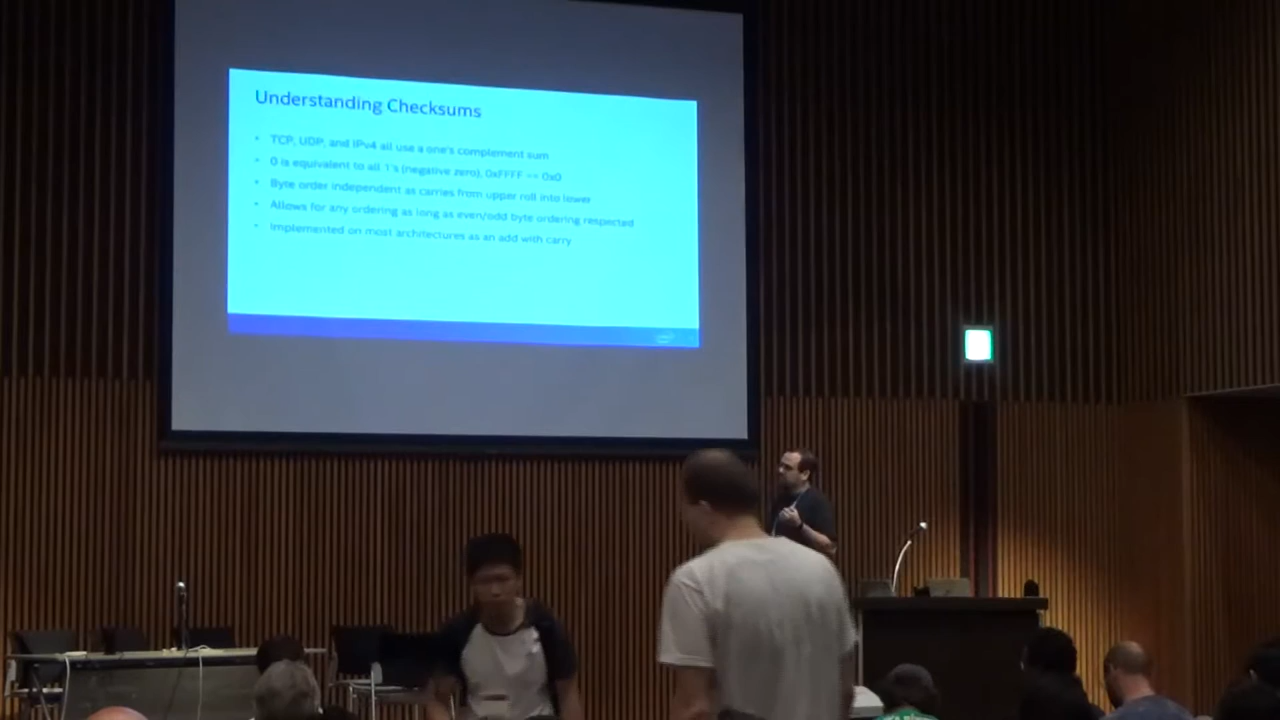 Understanding Checksums
• TCP, UDP, and IPv4 all use a one's complement sum
• 0 is equivalent to all 1's (negative zero), 0xFFFF == 0x0
• Byte order independent as carries from upper roll into lower
• Allows for any ordering as long as even/odd byte ordering respected
• Implemented on most architectures as an add with carry
(intel)